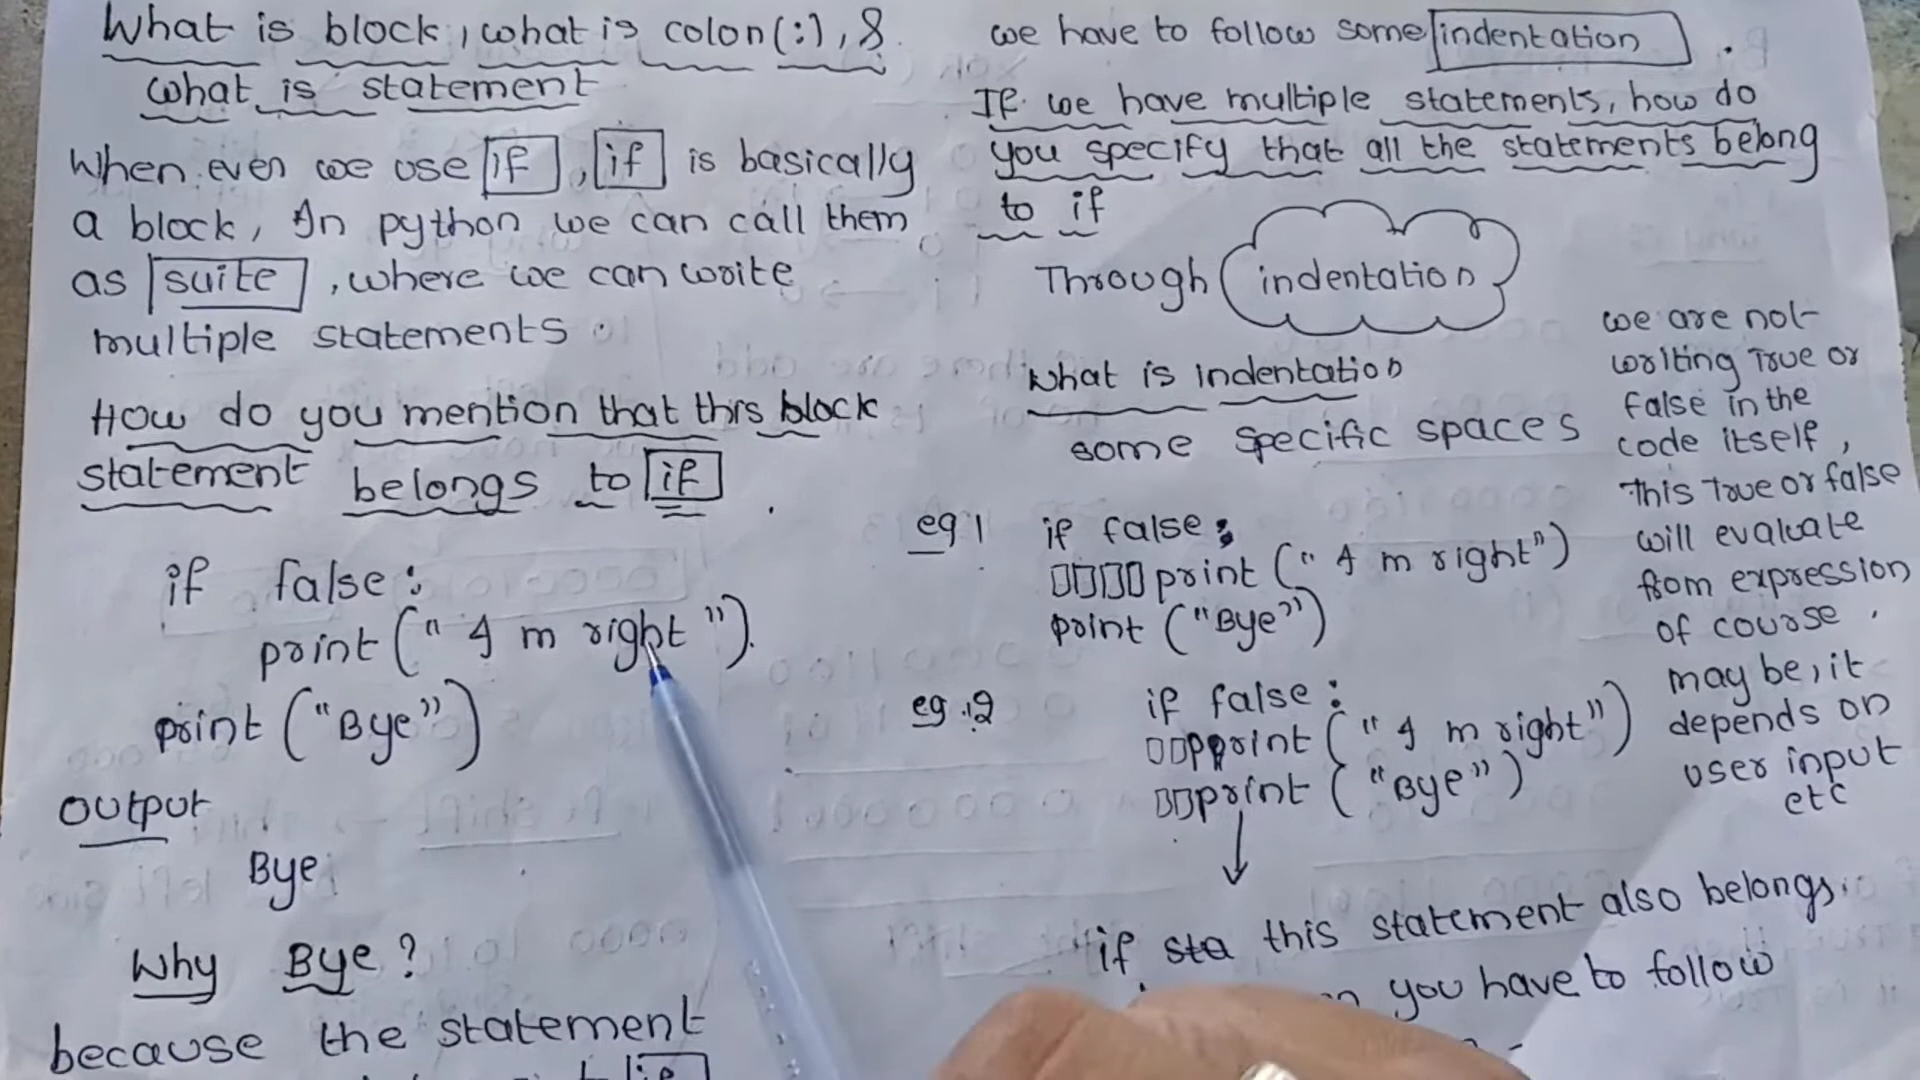 What is block, what is colon(:), &
what is statement
When ever we use if, if is basically
a block, In python we can call them
as suite, where we can write
multiple statements.
How do you mention that this block
statement belongs to if.
if false:
print("I m right").
print("Bye")
output
Bye
Why Bye?
because the statement
if
we have to follow some indentation.
If we have multiple statements, how do
you specify that all the statements belong
to if
Through indentation
what is indentation
some specific spaces
eg 1 if false:
print("I m right")
print("Bye")
eg.2 if false:
print("I m right")
print("Bye")
if sta this statement also belongs
you have to follow
we are not
writing True or
false in the
code itself,
This True or false
will evaluate
from expression
of course.
may be, it
depends on
user input
etc